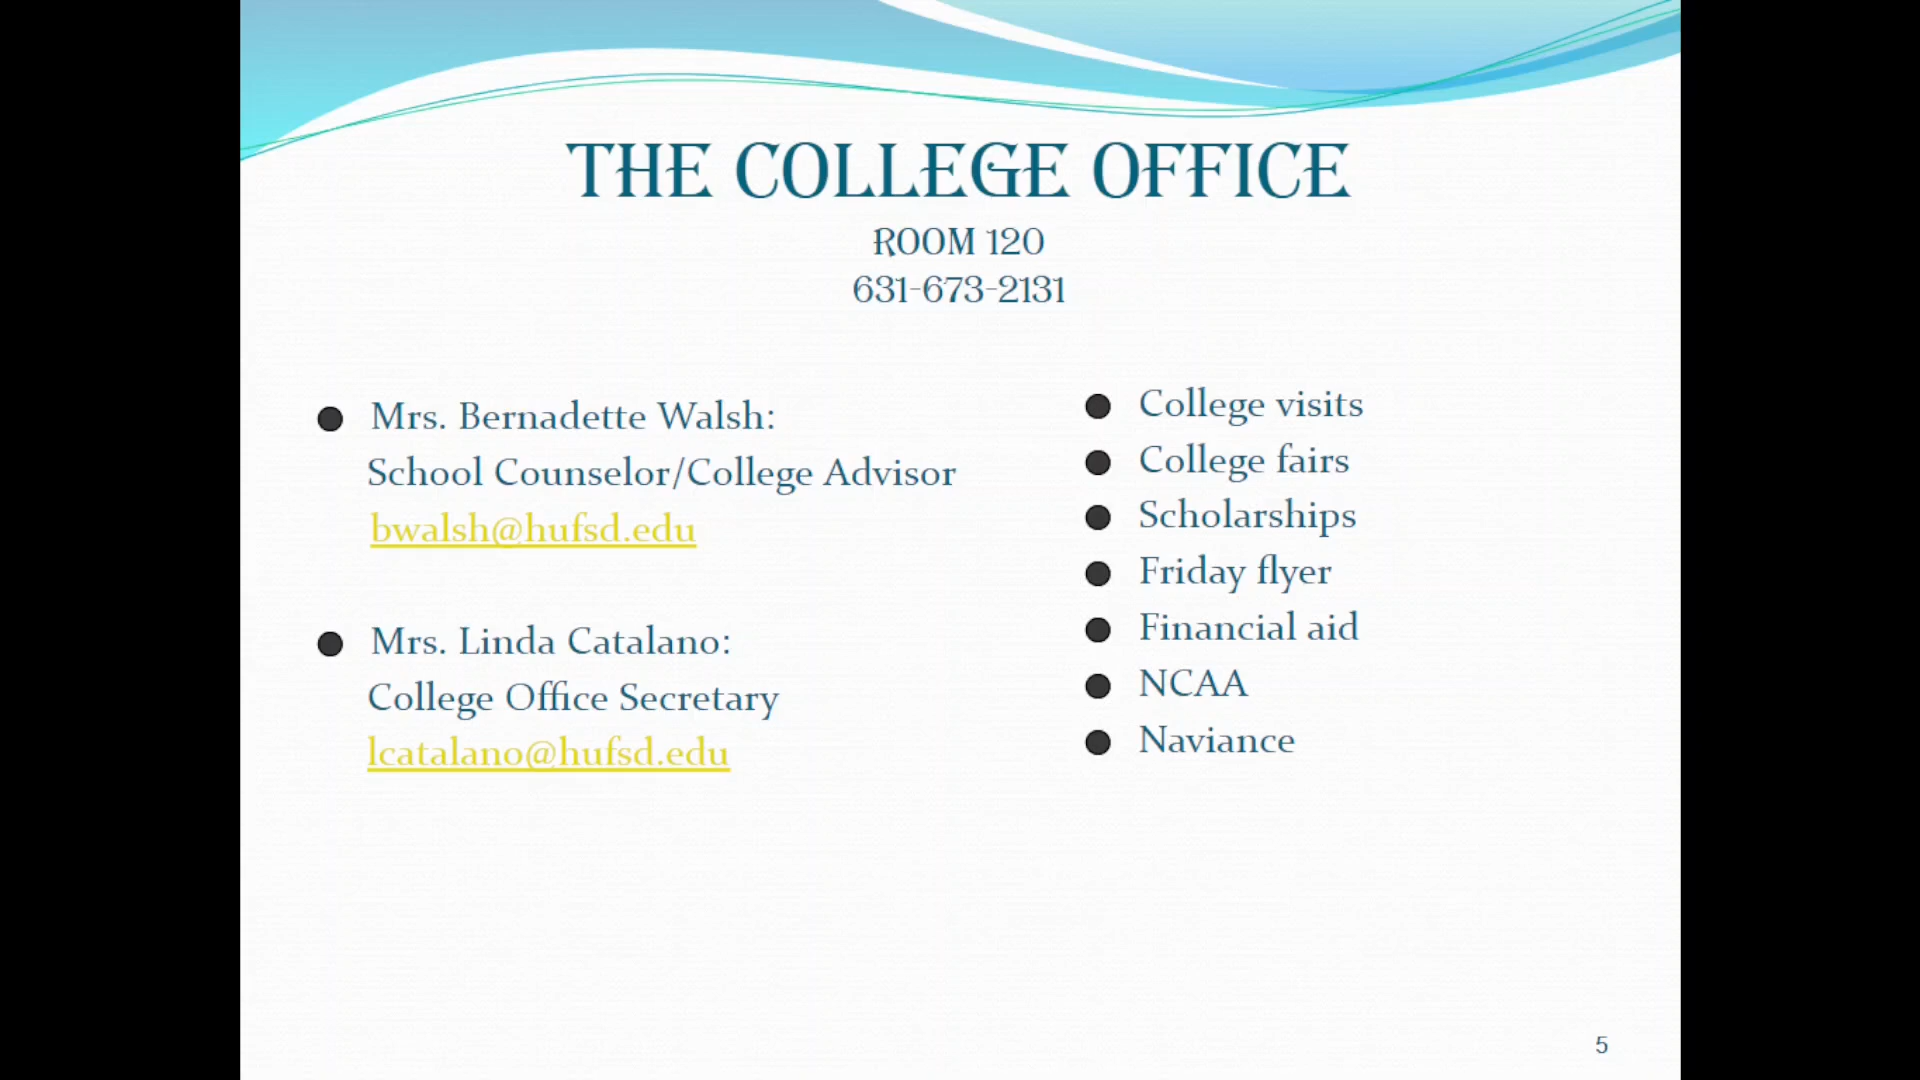 THE COLLEGE OFFICE
ROOM 120
631-673-2131
Mrs. Bernadette Walsh:
School Counselor/College Advisor
bwalsh@hufsd.edu
Mrs. Linda Catalano:
College Office Secretary
lcatalano@hufsd.edu
College visits
College fairs
Scholarships
Friday flyer
Financial aid
NCAA
Naviance
5